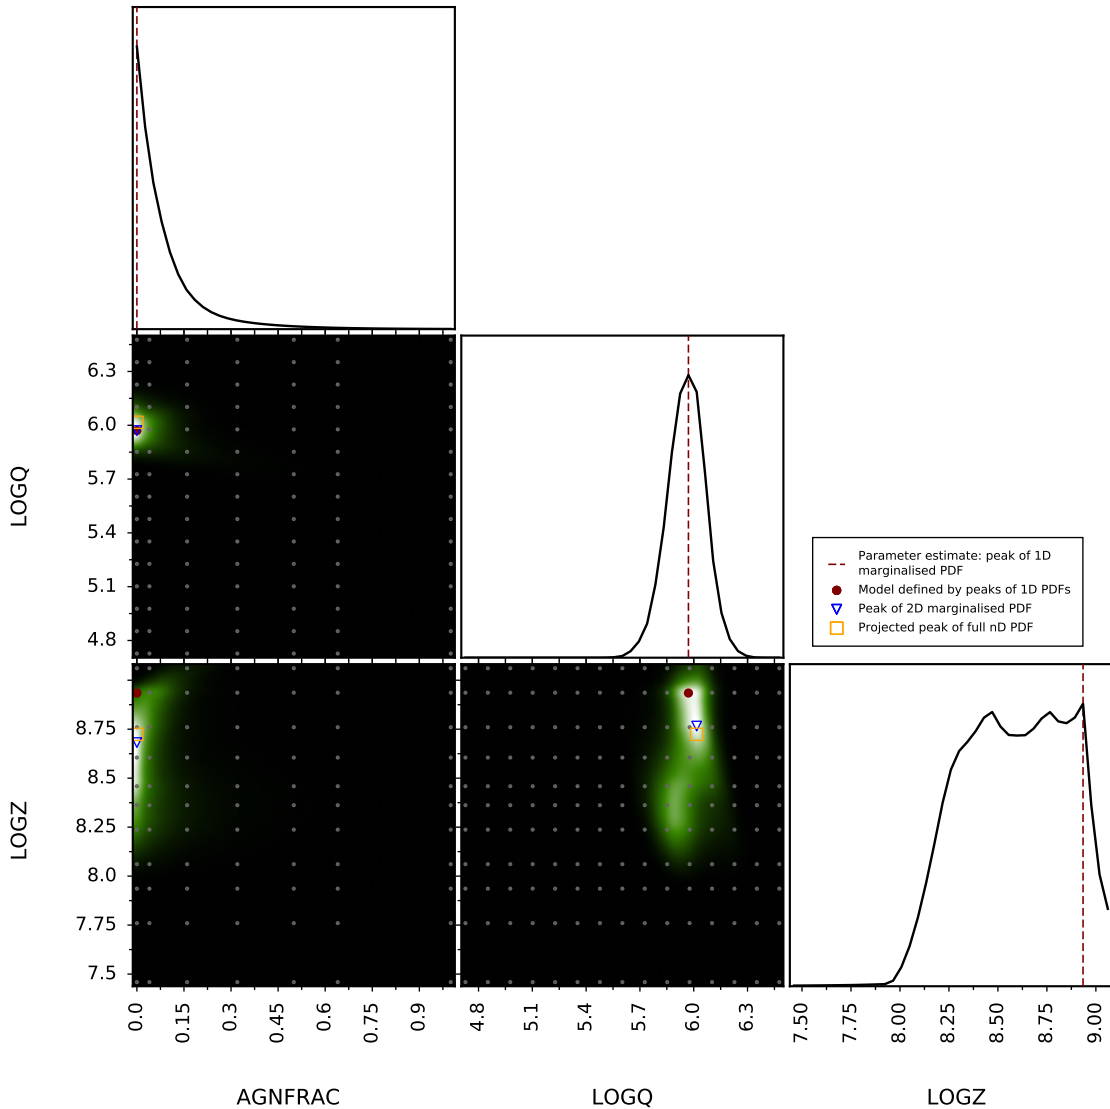 6.3
6.0
5.7
5.4
5.1
4.8
LOGQ
Parameter estimate: peak of 1D
marginalised PDF
Model defined by peaks of 1D PDFs
Peak of 2D marginalised PDF
Projected peak of full nD PDF
8.75
8.5
8.25
8.0
7.75
7.5
LOGZ
0.0 0.15 0.3 0.45 0.6 0.75 0.9
4.8 5.1 5.4 5.7 6.0 6.3
7.50 7.75 8.00 8.25 8.50 8.75 9.00
AGNFRAC LOGQ LOGZ